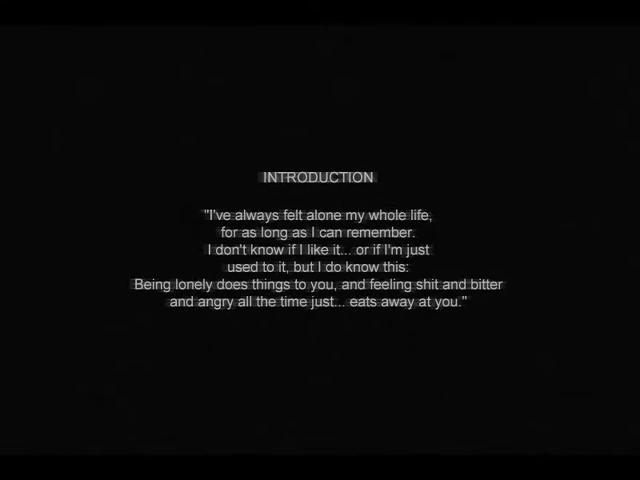 INTRODUCTION
"I've always felt alone my whole life,
for as long as I can remember.
I don't know if I like it... or if I'm just
used to it, but I do know this:
Being lonely does things to you, and feeling shit and bitter
and angry all the time just... eats away at you."